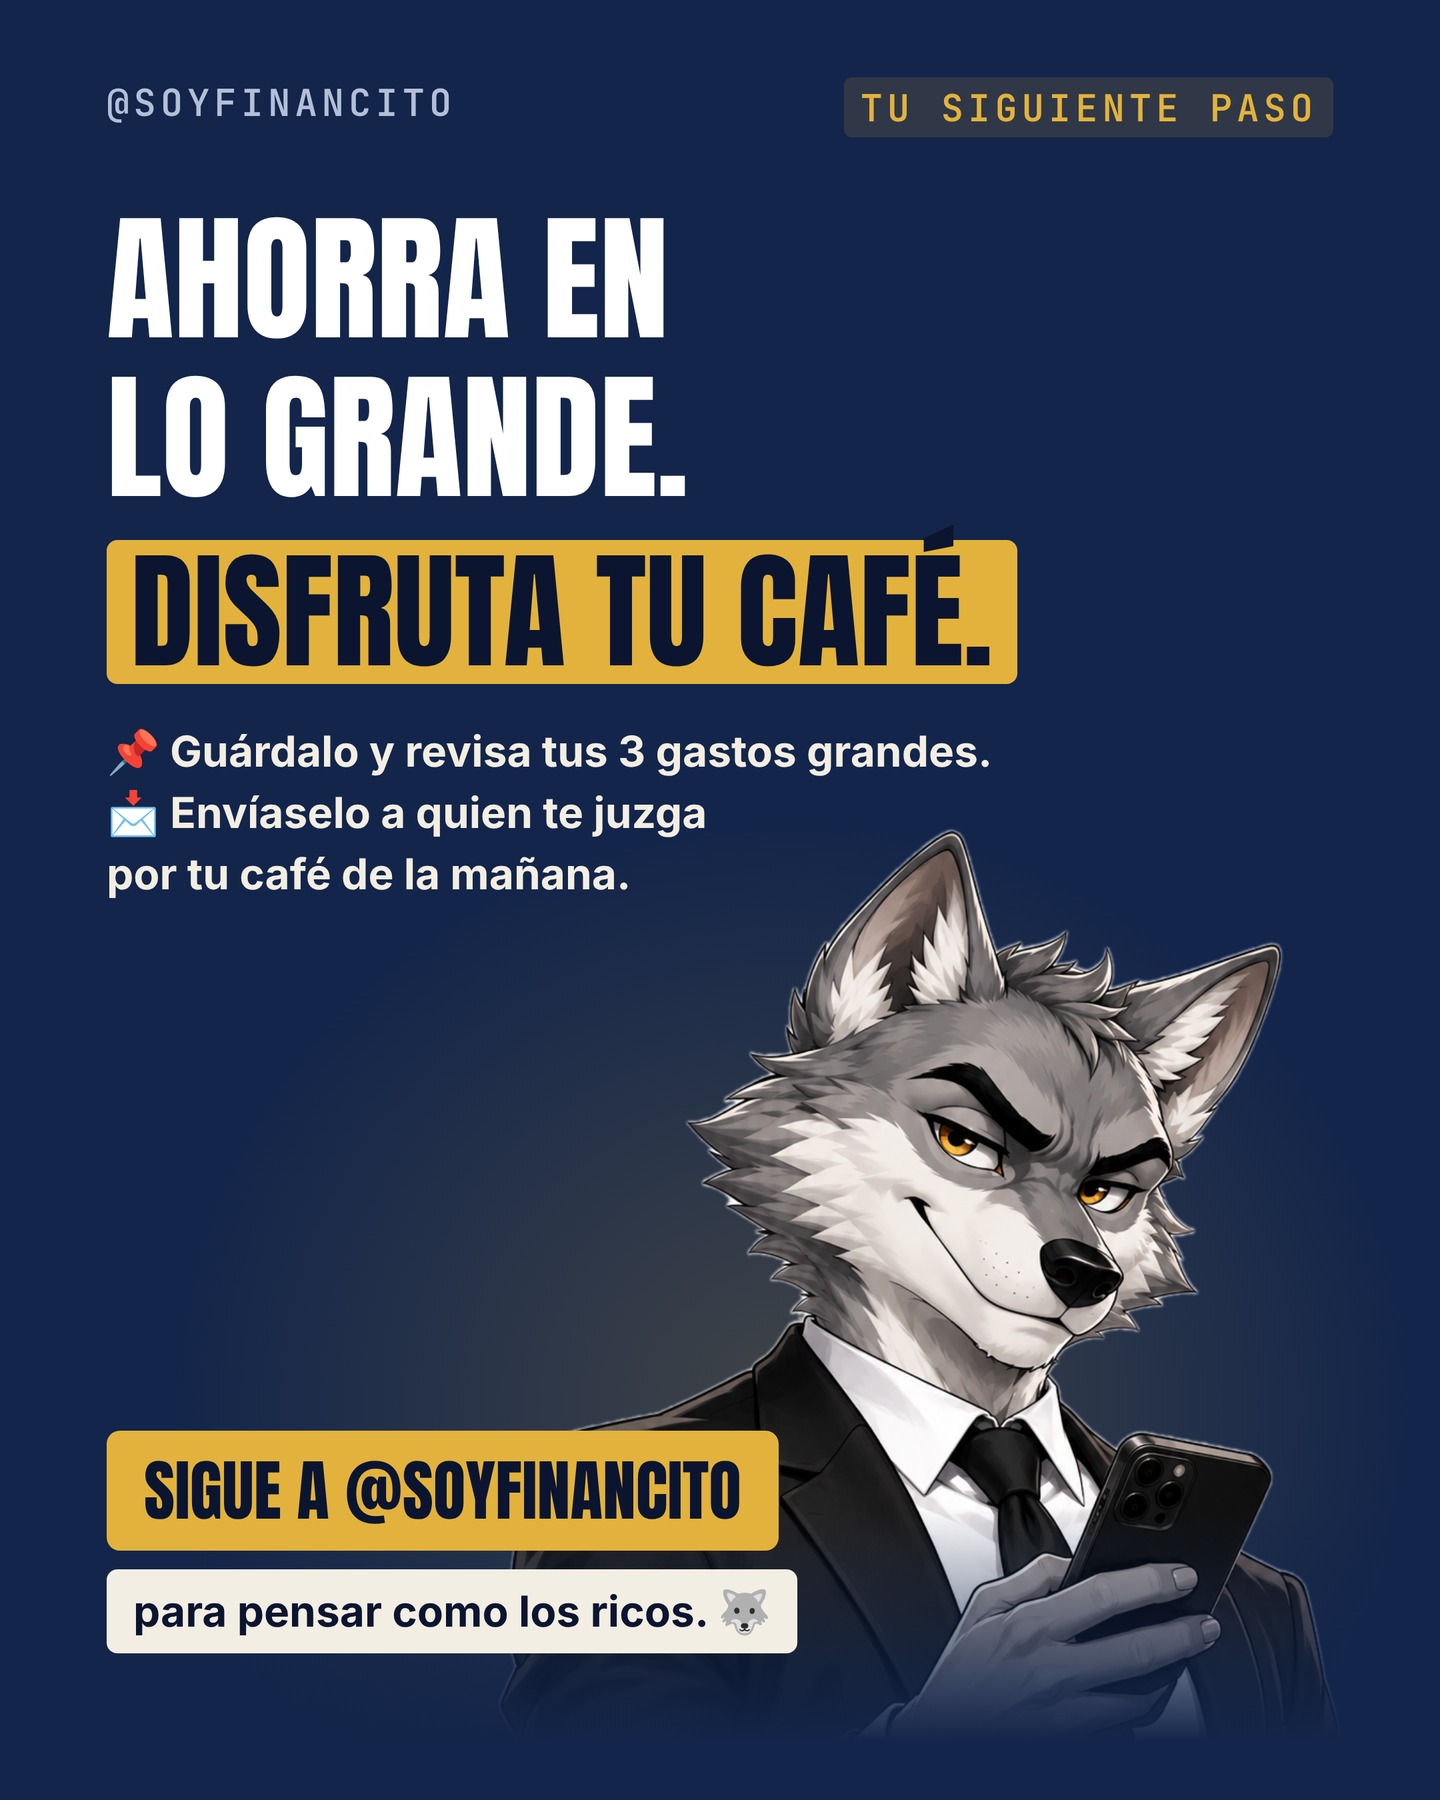 @SOYFINANCITO
TU SIGUIENTE PASO
AHORRA EN
LO GRANDE.
DISFRUTA TU CAFÉ.
📌 Guárdalo y revisa tus 3 gastos grandes.
📩 Envíaselo a quien te juzga
por tu café de la mañana.
SIGUE A @SOYFINANCITO
para pensar como los ricos. 🐺